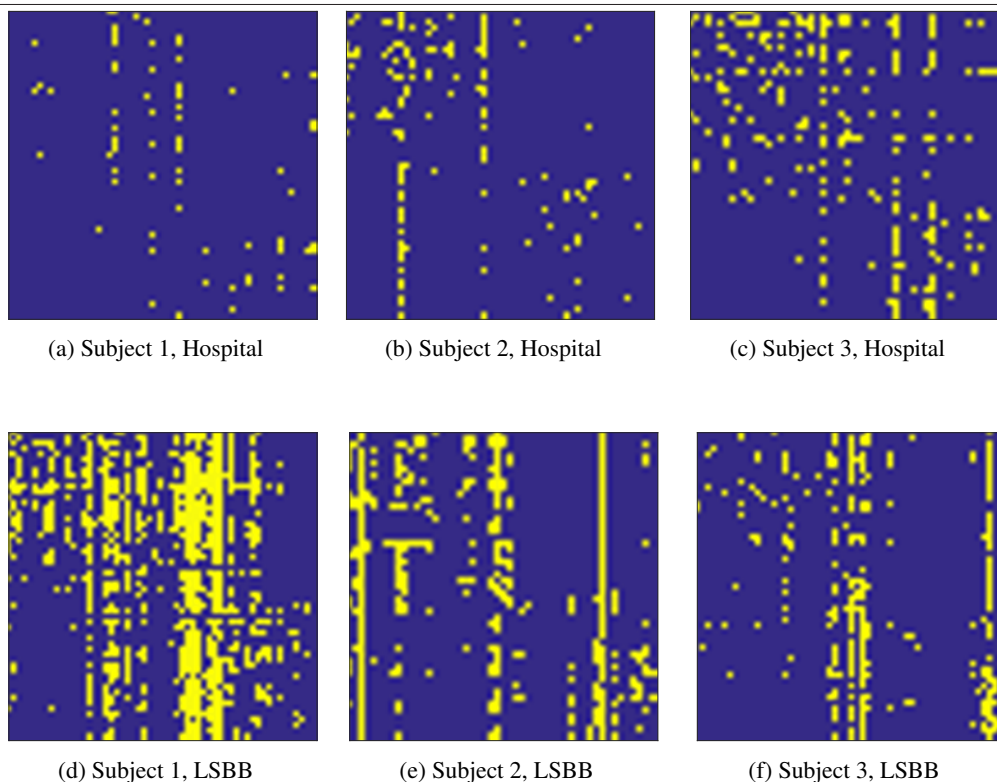 (a) Subject 1, Hospital
(b) Subject 2, Hospital
(c) Subject 3, Hospital
(d) Subject 1, LSBB
(e) Subject 2, LSBB
(f) Subject 3, LSBB